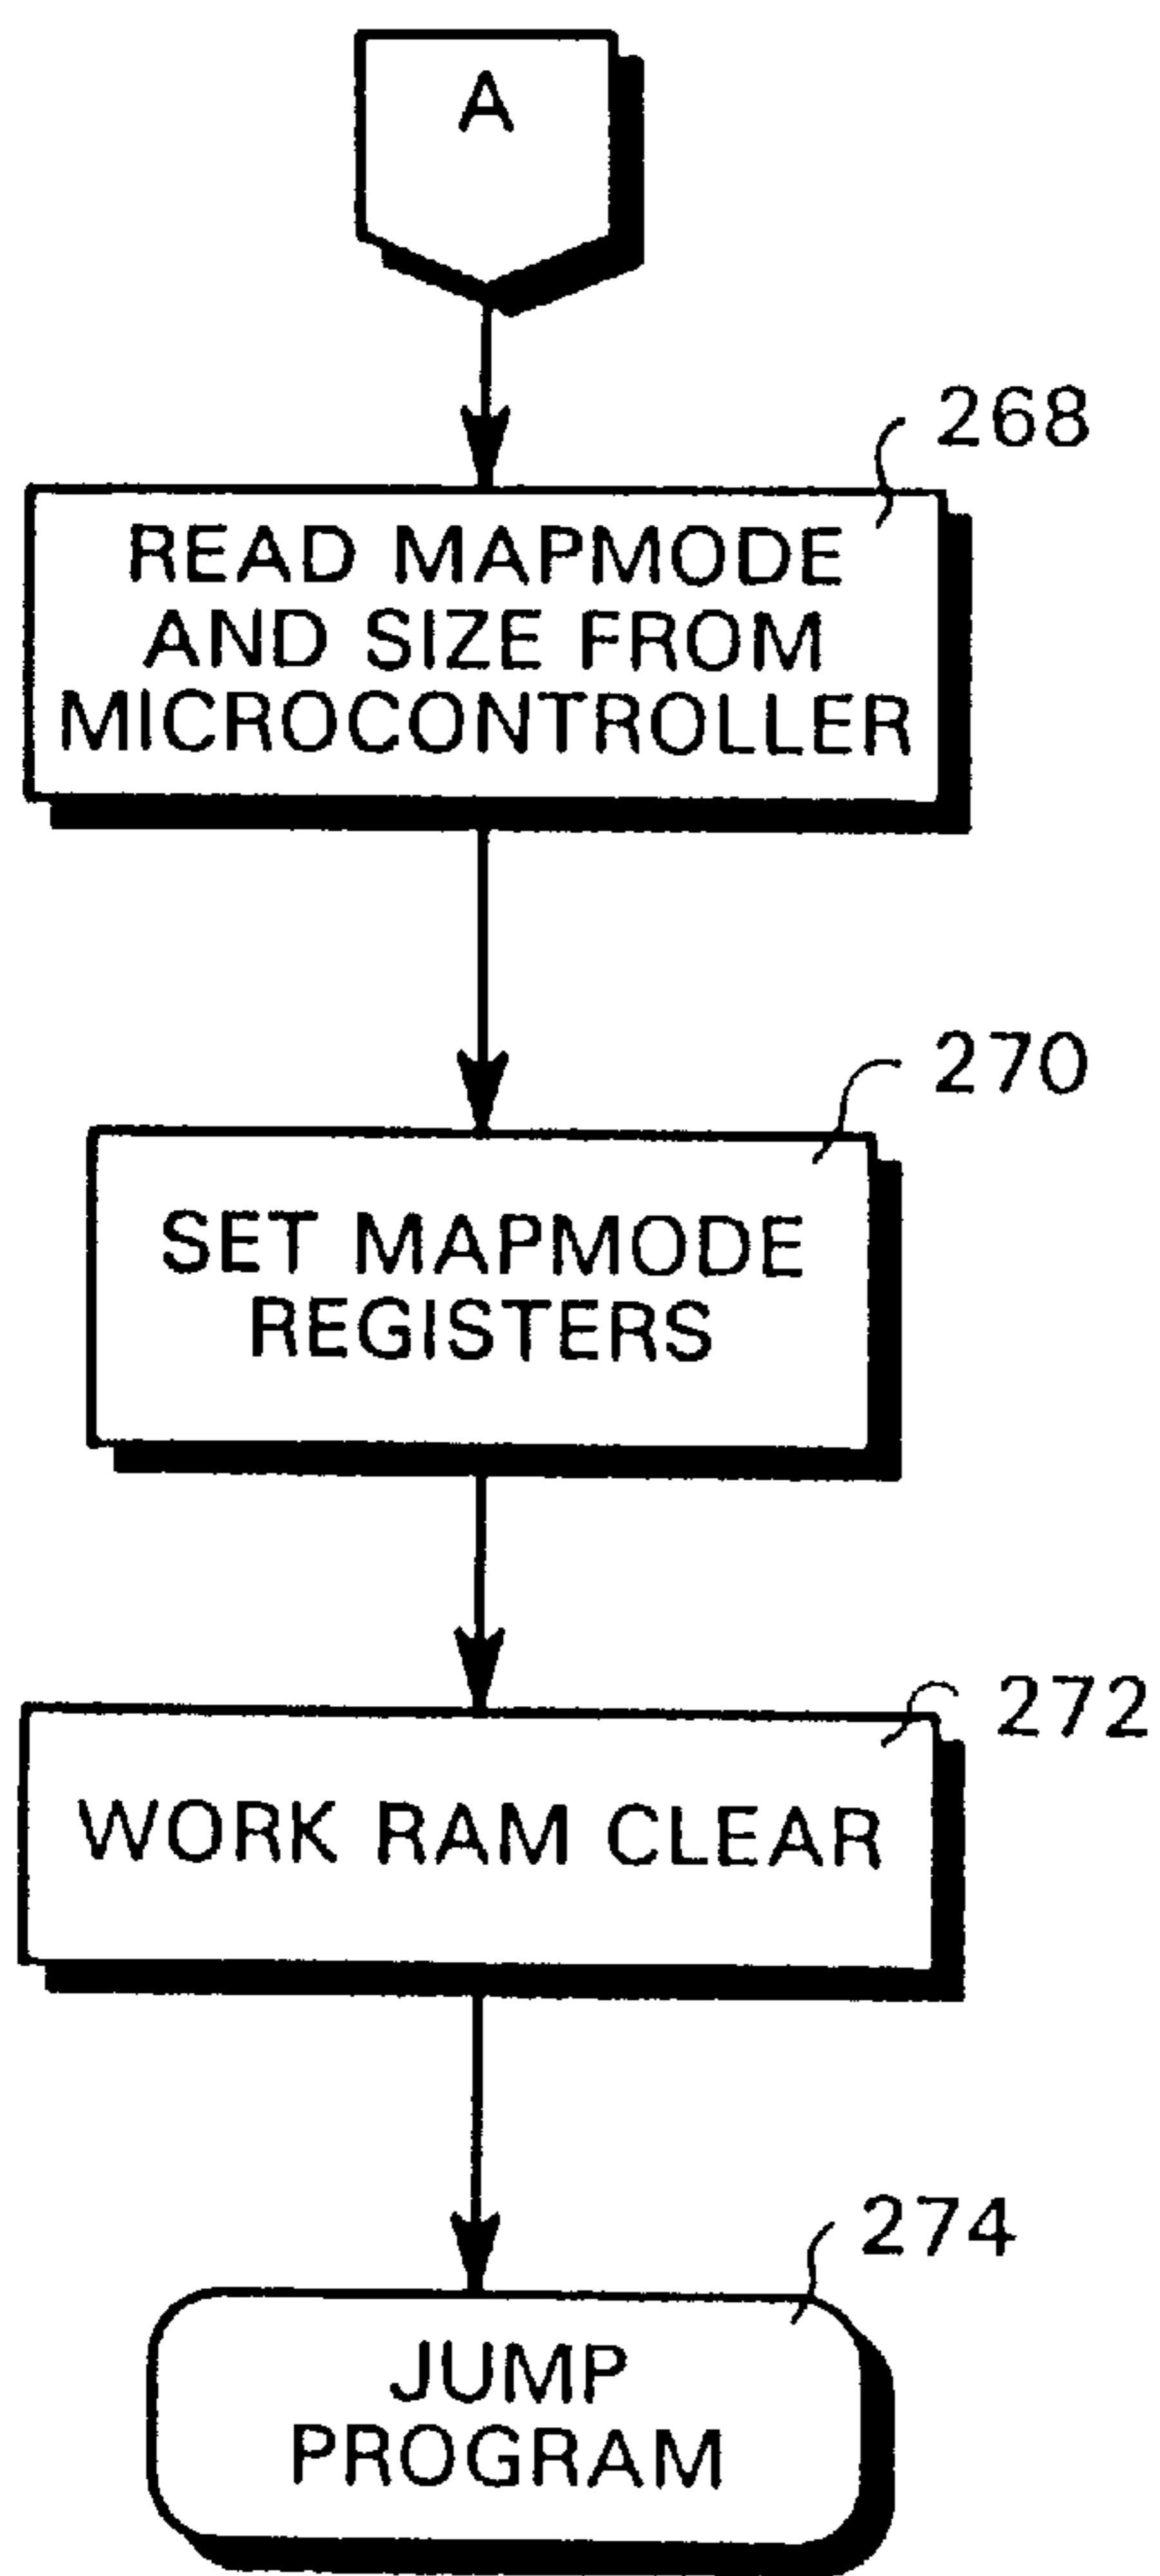 A
268
READ MAPMODE
AND SIZE FROM
MICROCONTROLLER
270
SET MAPMODE
REGISTERS
272
WORK RAM CLEAR
274
JUMP
PROGRAM